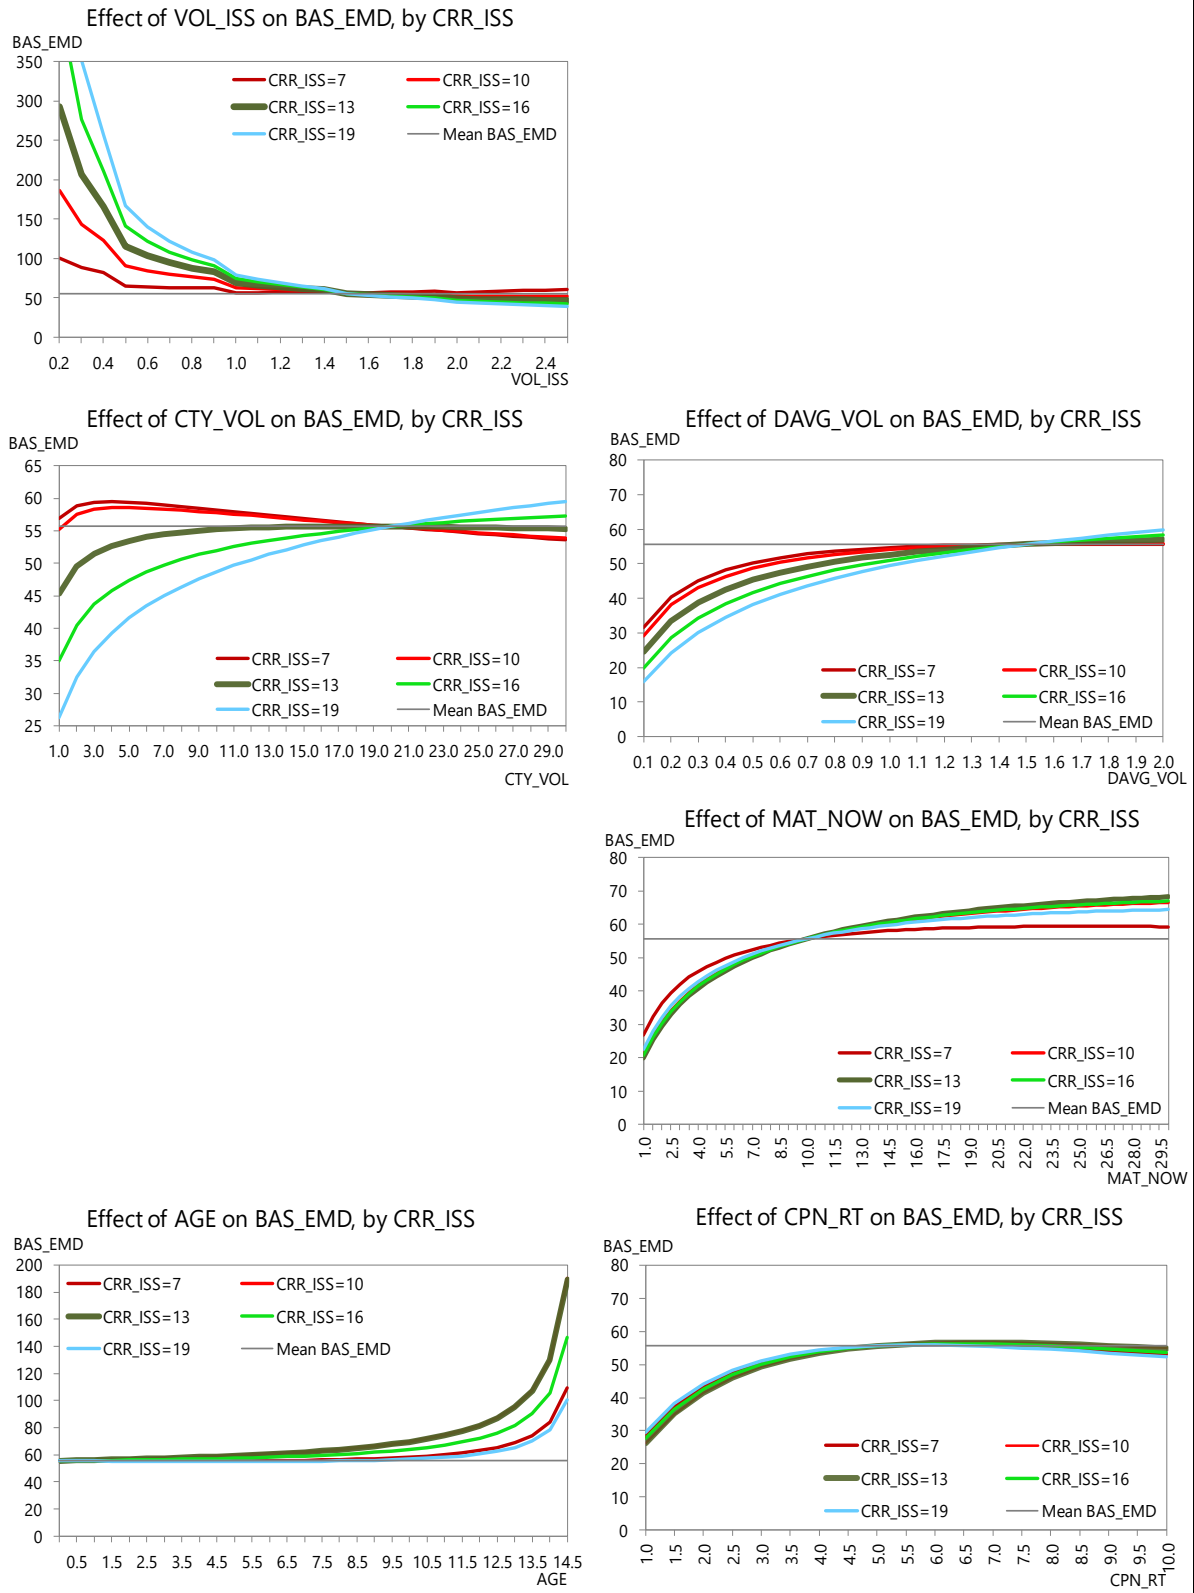 Effect of VOL_ISS on BAS_EMD, by CRR_ISS
BAS_EMD
350
300
250
200
150
100
50
0
CRR_ISS=7 CRR_ISS=10
CRR_ISS=13 CRR_ISS=16
CRR_ISS=19 Mean BAS_EMD
0.2 0.4 0.6 0.8 1.0 1.2 1.4 1.6 1.8 2.0 2.2 2.4
VOL_ISS
Effect of CTY_VOL on BAS_EMD, by CRR_ISS
BAS_EMD
65
60
55
50
45
40
35
30
25
CRR_ISS=7 CRR_ISS=10
CRR_ISS=13 CRR_ISS=16
CRR_ISS=19 Mean BAS_EMD
1.0 3.0 5.0 7.0 9.0 11.0 13.0 15.0 17.0 19.0 21.0 23.0 25.0 27.0 29.0
CTY_VOL
Effect of DAVG_VOL on BAS_EMD, by CRR_ISS
BAS_EMD
80
70
60
50
40
30
20
10
0
CRR_ISS=7 CRR_ISS=10
CRR_ISS=13 CRR_ISS=16
CRR_ISS=19 Mean BAS_EMD
0.1 0.2 0.3 0.4 0.5 0.6 0.7 0.8 0.9 1.0 1.1 1.2 1.3 1.4 1.5 1.6 1.7 1.8 1.9 2.0
DAVG_VOL
Effect of MAT_NOW on BAS_EMD, by CRR_ISS
BAS_EMD
80
70
60
50
40
30
20
10
0
CRR_ISS=7 CRR_ISS=10
CRR_ISS=13 CRR_ISS=16
CRR_ISS=19 Mean BAS_EMD
1.0 2.5 4.0 5.5 7.0 8.5 10.0 11.5 13.0 14.5 16.0 17.5 19.0 20.5 22.0 23.5 25.0 26.5 28.0 29.5
MAT_NOW
Effect of AGE on BAS_EMD, by CRR_ISS
BAS_EMD
200
180
160
140
120
100
80
60
40
20
0
CRR_ISS=7 CRR_ISS=10
CRR_ISS=13 CRR_ISS=16
CRR_ISS=19 Mean BAS_EMD
0.5 1.5 2.5 3.5 4.5 5.5 6.5 7.5 8.5 9.5 10.5 11.5 12.5 13.5 14.5
AGE
Effect of CPN_RT on BAS_EMD, by CRR_ISS
BAS_EMD
80
70
60
50
40
30
20
10
0
CRR_ISS=7 CRR_ISS=10
CRR_ISS=13 CRR_ISS=16
CRR_ISS=19 Mean BAS_EMD
1.0 1.5 2.0 2.5 3.0 3.5 4.0 4.5 5.0 5.5 6.0 6.5 7.0 7.5 8.0 8.5 9.0 9.5 10.0
CPN_RT